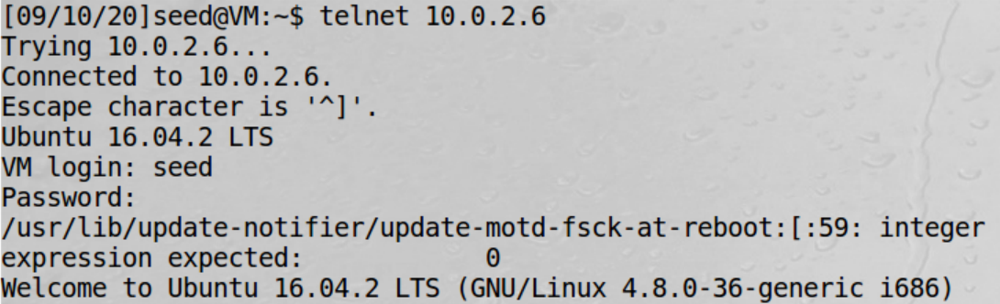 [09/10/20]seed@VM:~$ telnet 10.0.2.6
Trying 10.0.2.6...
Connected to 10.0.2.6.
Escape character is '^]'.
Ubuntu 16.04.2 LTS
VM login: seed
Password:
/usr/lib/update-notifier/update-motd-fsck-at-reboot:[:59: integer
expression expected:            0
Welcome to Ubuntu 16.04.2 LTS (GNU/Linux 4.8.0-36-generic i686)